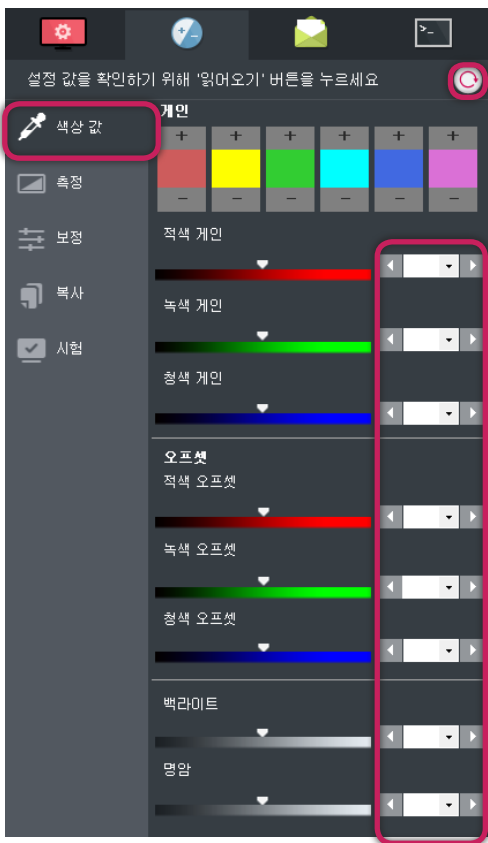 설정 값을 확인하기 위해 '읽어오기' 버튼을 누르세요
색상 값
측정
보정
복사
시험
게인
+ + + + + +
− − − − − −
적색 게인
녹색 게인
청색 게인
오프셋
적색 오프셋
녹색 오프셋
청색 오프셋
백라이트
명암